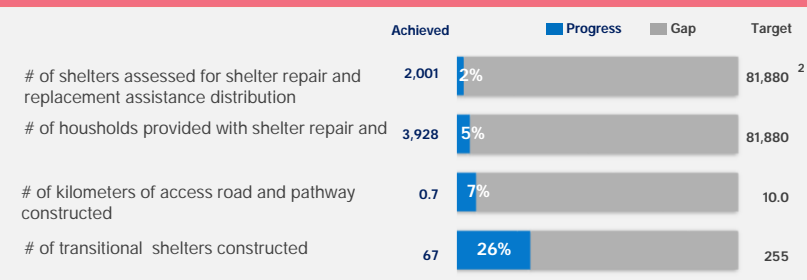 Achieved Progress Gap Target
# of shelters assessed for shelter repair and
replacement assistance distribution
2,001 2% 81,880 2
# of housholds provided with shelter repair and
3,928 5% 81,880
# of kilometers of access road and pathway
constructed
0.7 7% 10.0
# of transitional shelters constructed
67 26% 255